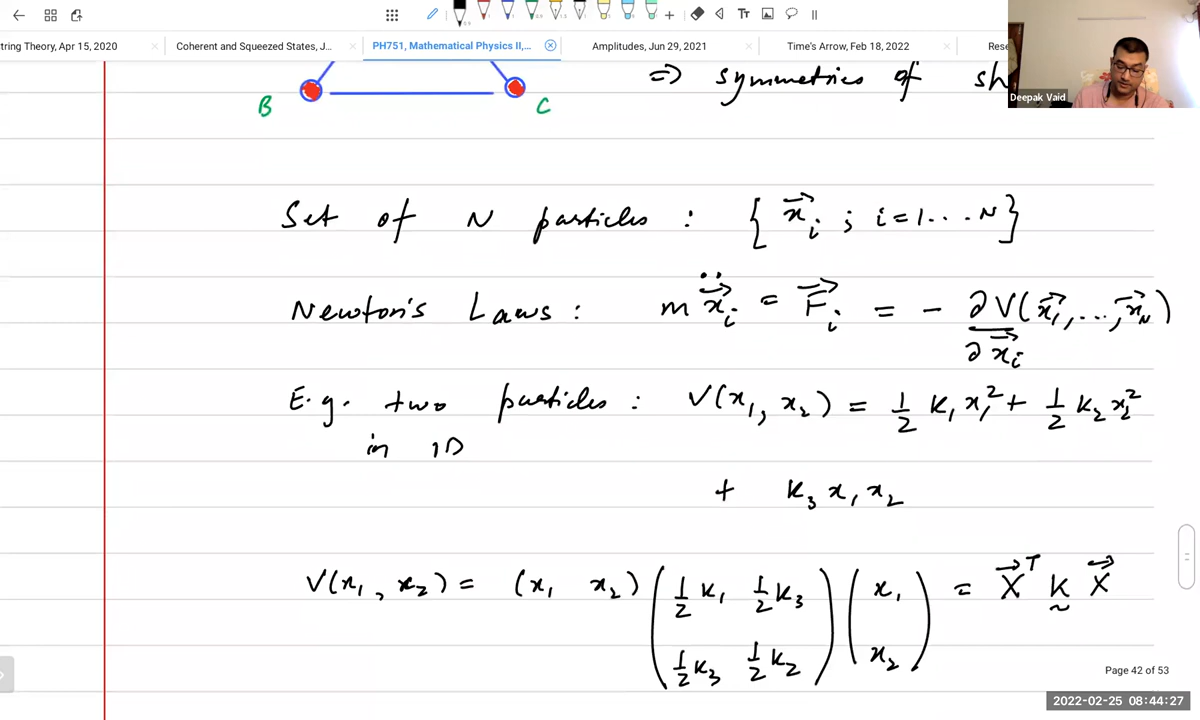 tring Theory, Apr 15, 2020 Coherent and Squeezed States, J... PH751, Mathematical Physics II,... Amplitudes, Jun 29, 2021 Time's Arrow, Feb 18, 2022 Rese
⇒ symmetries of sh
Deepak Vaid
B C
Set of N particles : { x⃗ᵢ ; i = 1 . . . N }
Newton's Laws : m ẍ⃗ᵢ = F⃗ᵢ = - ∂V(x⃗₁, ..., x⃗_N) / ∂x⃗ᵢ
E.g. two particles : V(x₁, x₂) = 1/2 k₁ x₁² + 1/2 k₂ x₂²
in 1D
+ k₃ x₁ x₂
V(x₁, x₂) = (x₁ x₂) ( 1/2 k₁ 1/2 k₃ ) ( x₁ ) = X⃗ᵀ k X⃗
( 1/2 k₃ 1/2 k₂ ) ( x₂ )
Page 42 of 53
2022-02-25 08:44:27